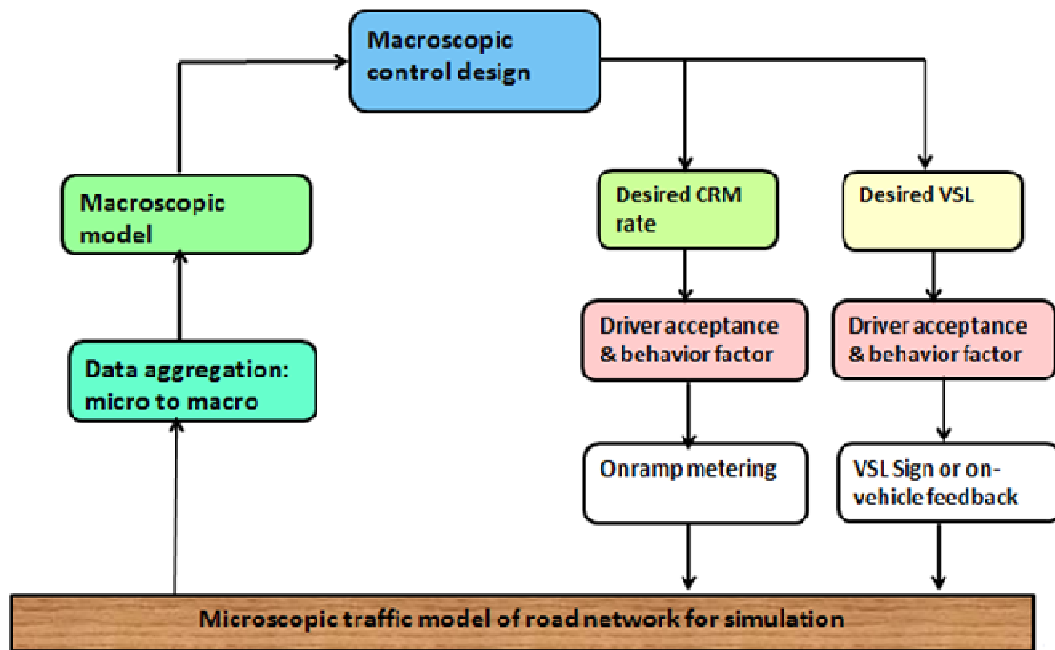 Macroscopic
control design
Macroscopic
model
Desired CRM
rate
Desired VSL
Driver acceptance
& behavior factor
Driver acceptance
& behavior factor
Data aggregation:
micro to macro
Onramp metering
VSL Sign or on-
vehicle feedback
Microscopic traffic model of road network for simulation